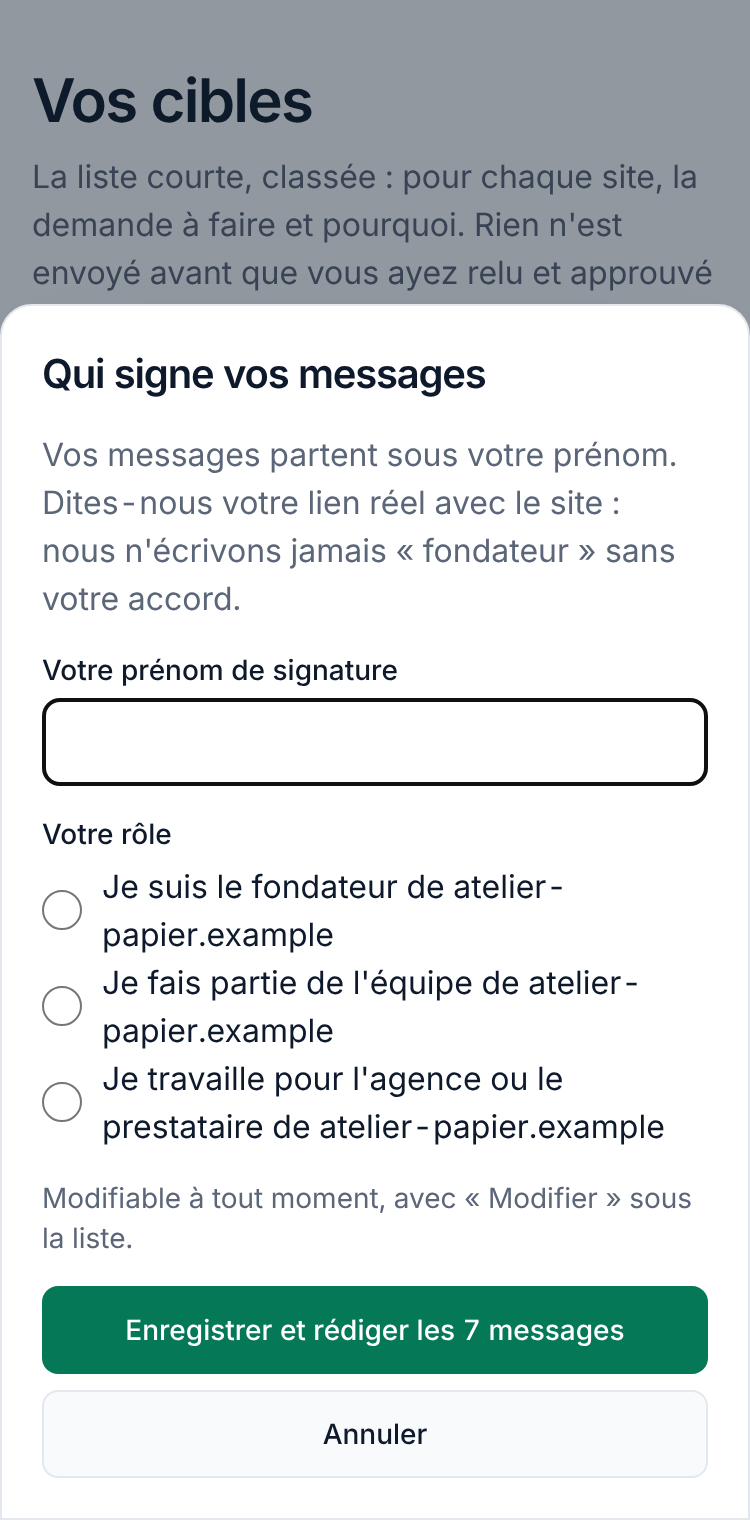 Vos cibles
La liste courte, classée : pour chaque site, la
demande à faire et pourquoi. Rien n'est
envoyé avant que vous ayez relu et approuvé
Qui signe vos messages
Vos messages partent sous votre prénom.
Dites-nous votre lien réel avec le site :
nous n'écrivons jamais « fondateur » sans
votre accord.
Votre prénom de signature
Votre rôle
Je suis le fondateur de atelier-
papier.example
Je fais partie de l'équipe de atelier-
papier.example
Je travaille pour l'agence ou le
prestataire de atelier-papier.example
Modifiable à tout moment, avec « Modifier » sous
la liste.
Enregistrer et rédiger les 7 messages
Annuler